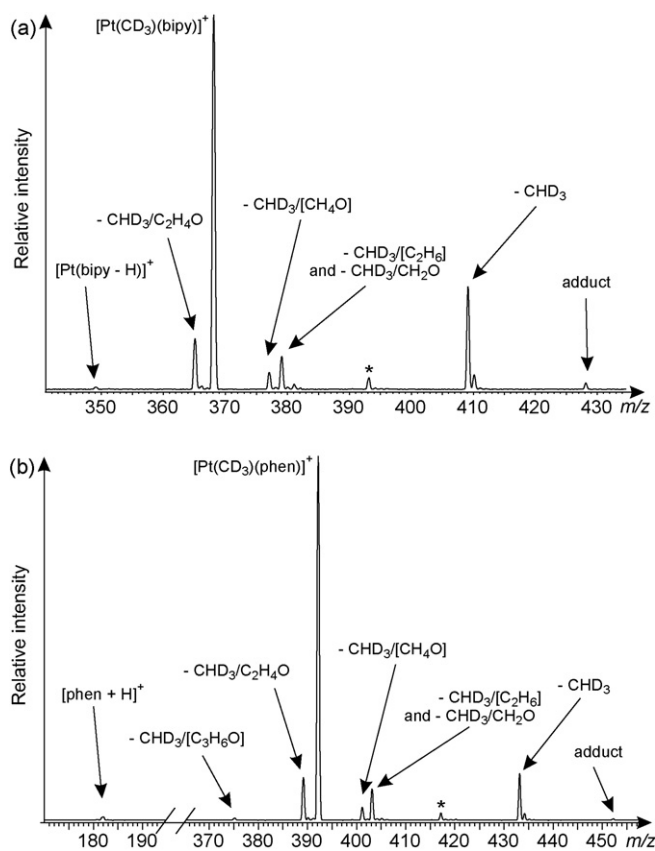 (a)
[Pt(CD₃)(bipy)]⁺
Relative intensity
- CHD₃
- CHD₃/[CH₄O]
- CHD₃/C₂H₄O
- CHD₃/[C₂H₆]
and - CHD₃/CH₂O
[Pt(bipy - H)]⁺
adduct
*
350 360 370 380 390 400 410 420 430 m/z
(b)
[Pt(CD₃)(phen)]⁺
Relative intensity
- CHD₃/[CH₄O]
- CHD₃/C₂H₄O
- CHD₃/[C₂H₆]
and - CHD₃/CH₂O
- CHD₃
[phen + H]⁺
- CHD₃/[C₃H₆O]
adduct
*
180 190 370 380 390 400 410 420 430 440 450 m/z